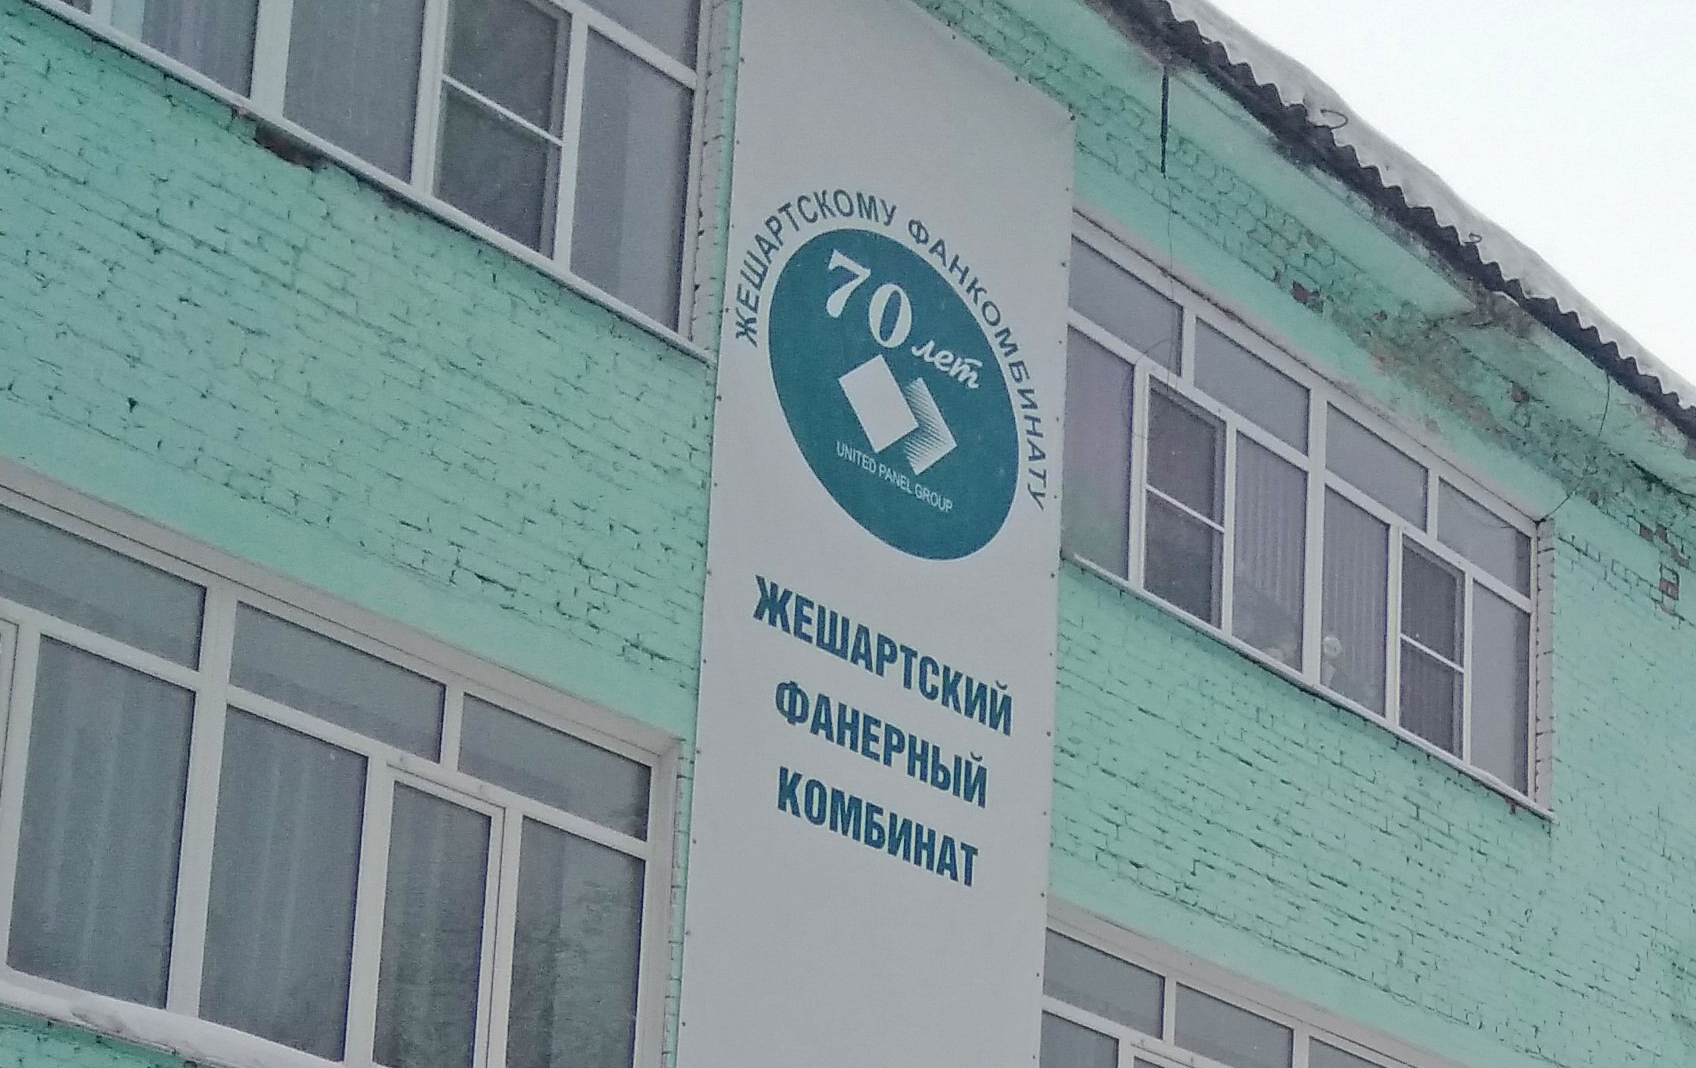 ЖЕШАРТСКОМУ ФАНКОМБИНАТУ
70 лет
UNITED PANEL GROUP
ЖЕШАРТСКИЙ
ФАНЕРНЫЙ
КОМБИНАТ